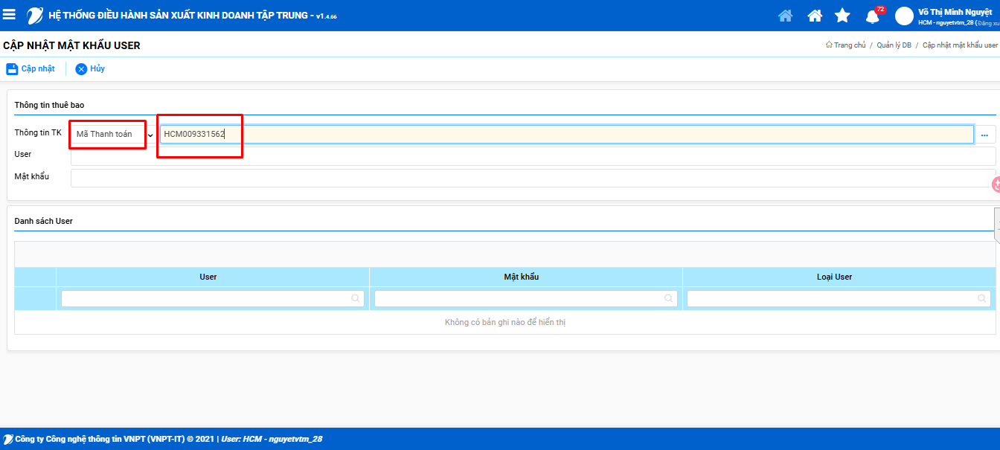 HỆ THỐNG ĐIỀU HÀNH SẢN XUẤT KINH DOANH TẬP TRUNG - v1.4.66
72
Võ Thị Minh Nguyệt
HCM - nguyetvtm_28 (Đăng xu
CẬP NHẬT MẬT KHẨU USER
Trang chủ / Quản lý DB / Cập nhật mật khẩu user
Cập nhật
Hủy
Thông tin thuê bao
Thông tin TK
Mã Thanh toán
HCM009331562
...
User
Mật khẩu
Danh sách User
User Mật khẩu Loại User
Không có bản ghi nào để hiển thị
Công ty Công nghệ thông tin VNPT (VNPT-IT) © 2021 | User: HCM - nguyetvtm_28